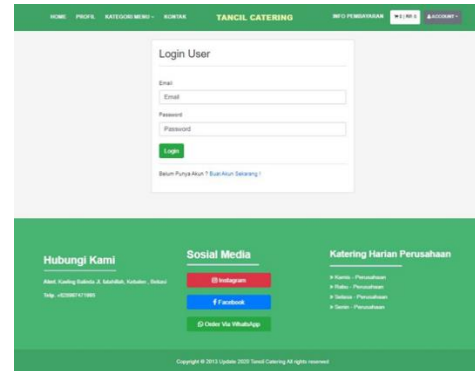 HOME PROFIL KATEGORI MENU KONTAK TANCIL CATERING INFO PEMBAYARAN ACCOUNT
Login User
Email
Email
Password
Password
Login
Belum Punya Akun ? Buat Akun Sekarang !
Hubungi Kami
Sosial Media
Instagram
Facebook
Order Via WhatsApp
Katering Harian Perusahaan
» Kamis - Perusahaan
» Rabu - Perusahaan
» Selasa - Perusahaan
» Senin - Perusahaan
Copyright © 2013 Update 2020 Tancil Catering All rights reserved